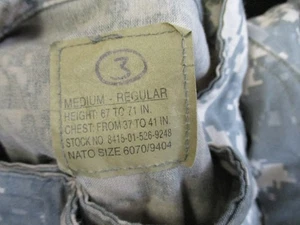 3
MEDIUM - REGULAR
HEIGHT: 67 TO 71 IN.
CHEST: FROM 37 TO 41 IN.
STOCK NO. 8415-01-526-9248
NATO SIZE 6070/9404